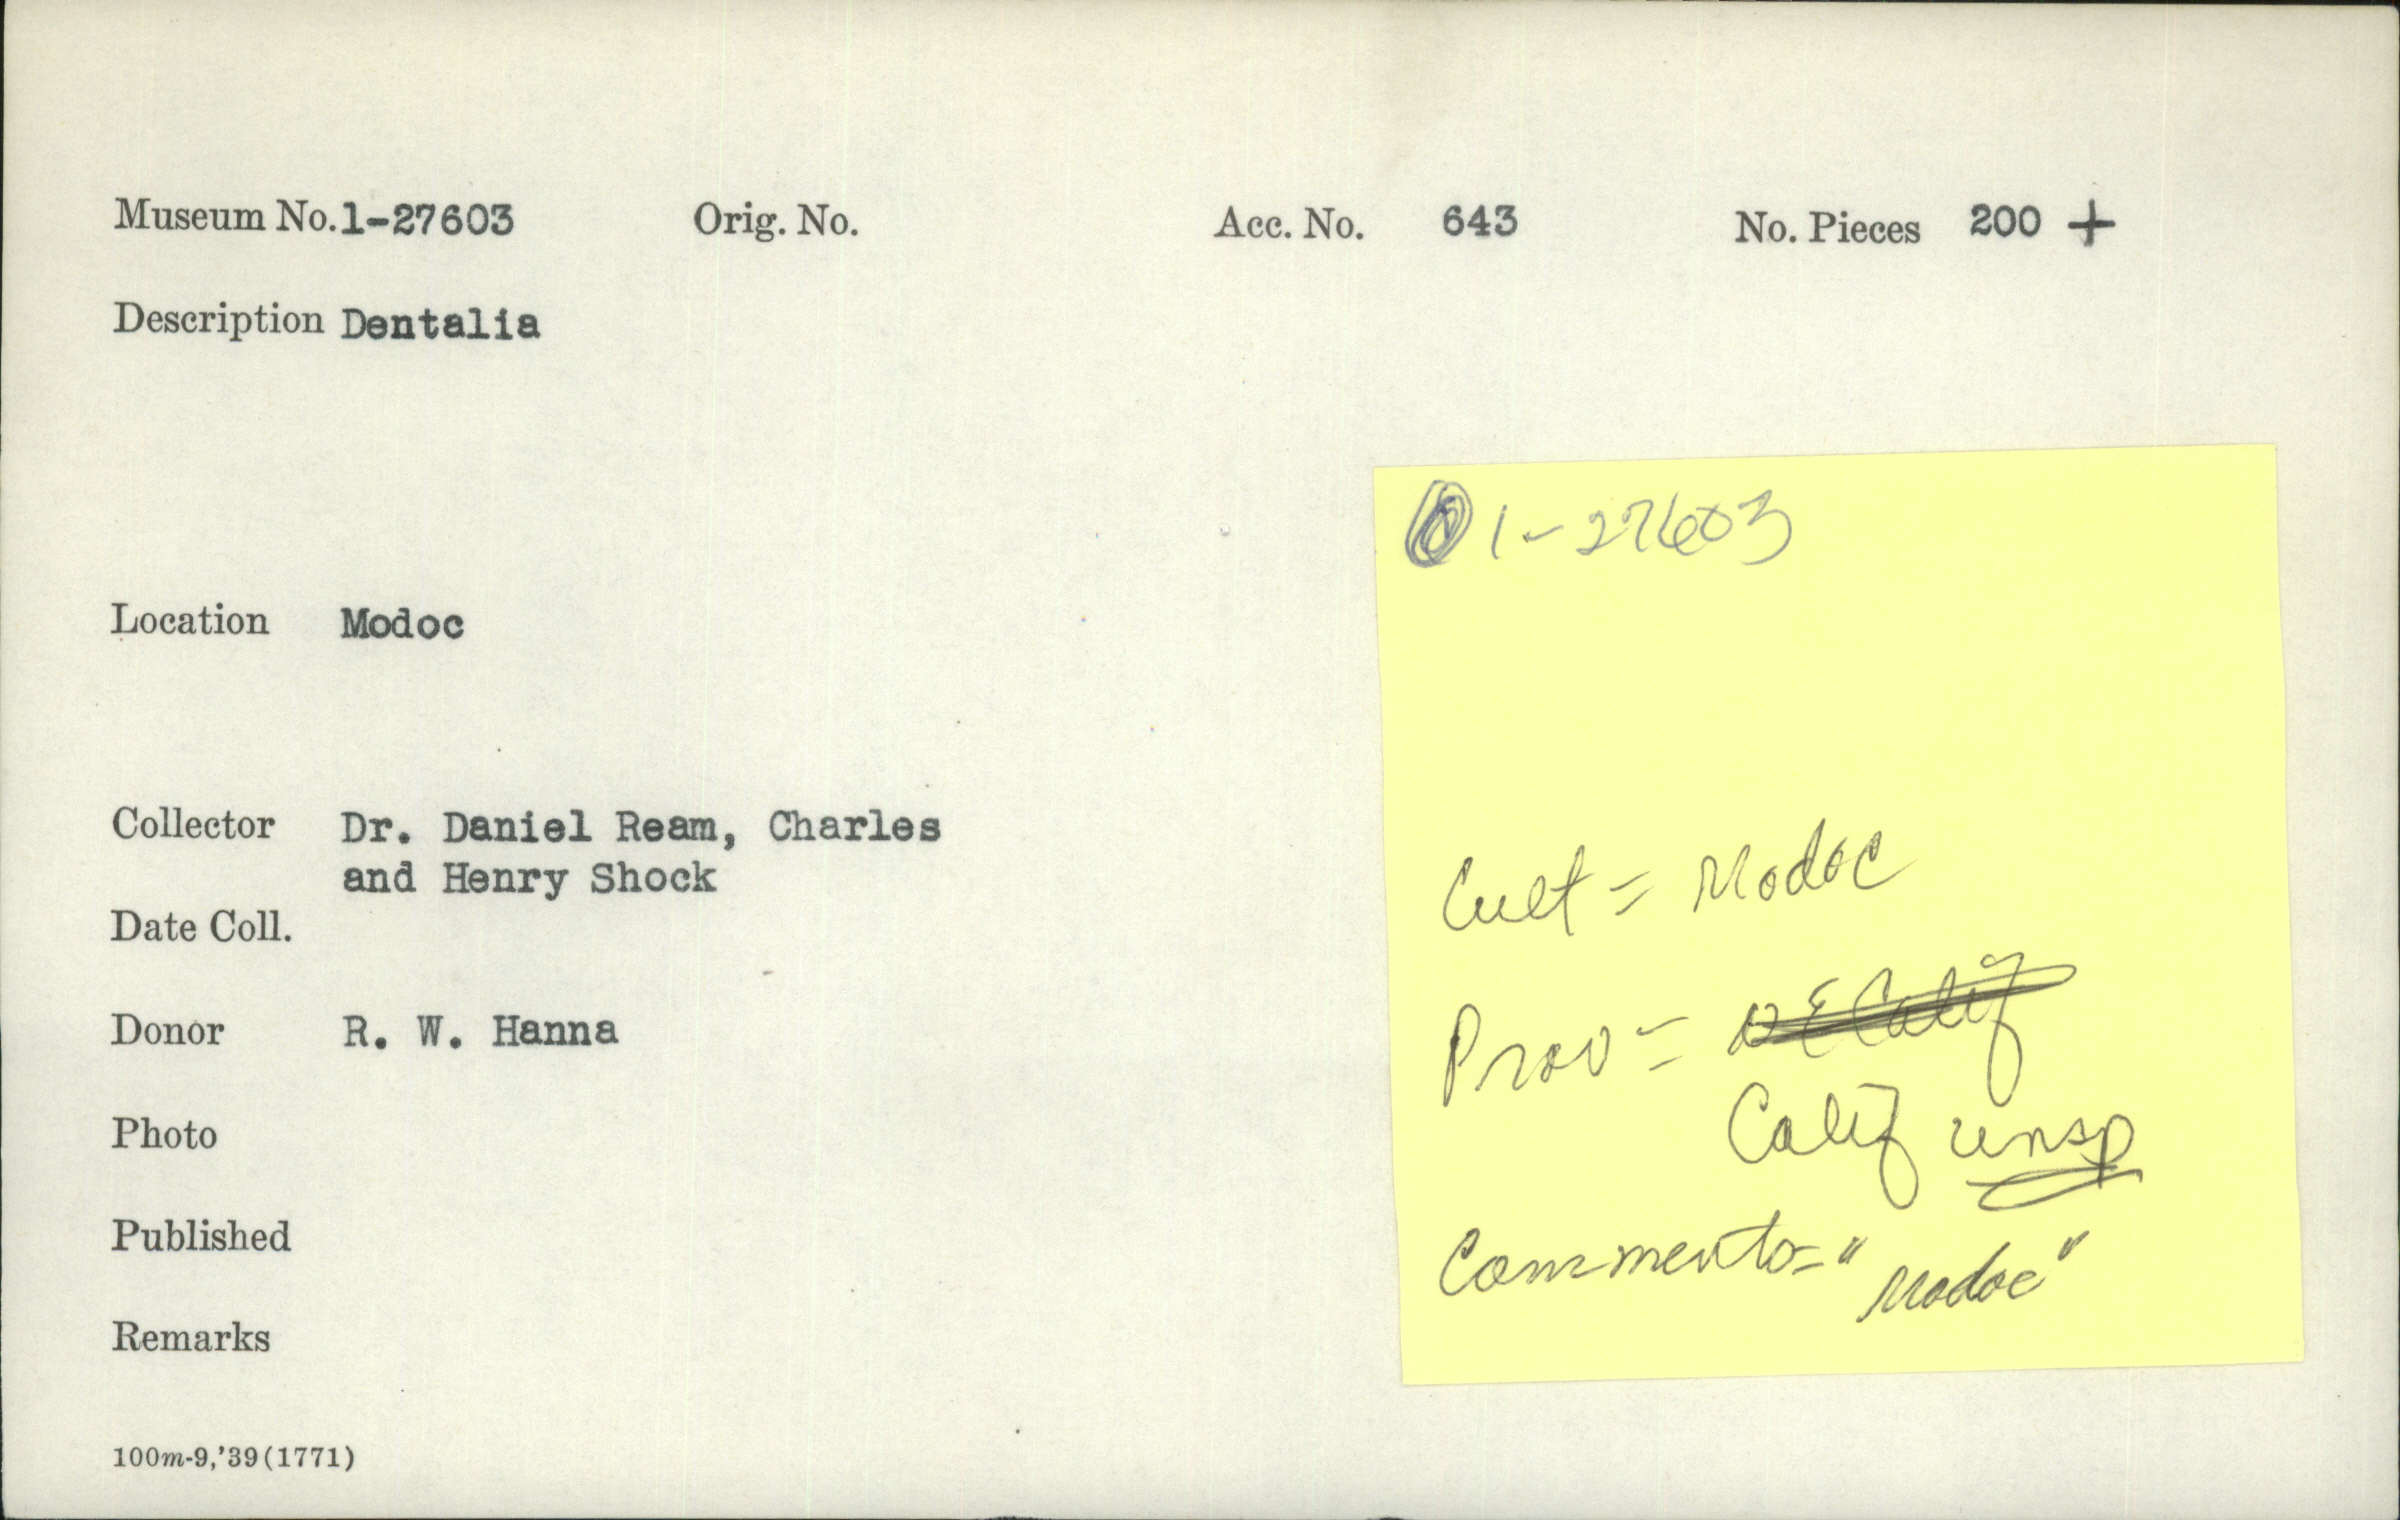 Museum No. 1-27603 Orig. No. Acc. No. 643 No. Pieces 200 +
Description Dentalia
Location Modoc
Collector Dr. Daniel Ream, Charles
and Henry Shock
Date Coll.
Donor R. W. Hanna
Photo
Published
Remarks
100m-9,'39(1771)
1-27603
Cult = Modoc
Prov = Calif
Calif unsp
Comments = "Modoc"